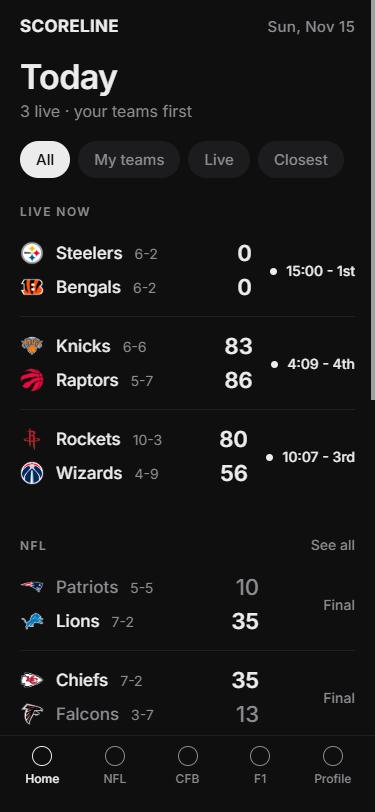 SCORELINE Sun, Nov 15
Today
3 live · your teams first
All My teams Live Closest
LIVE NOW
Steelers 6-2 0
15:00 - 1st
Bengals 6-2 0
Knicks 6-6 83
4:09 - 4th
Raptors 5-7 86
Rockets 10-3 80
10:07 - 3rd
Wizards 4-9 56
NFL See all
Patriots 5-5 10
Final
Lions 7-2 35
Chiefs 7-2 35
Final
Falcons 3-7 13
Home NFL CFB F1 Profile